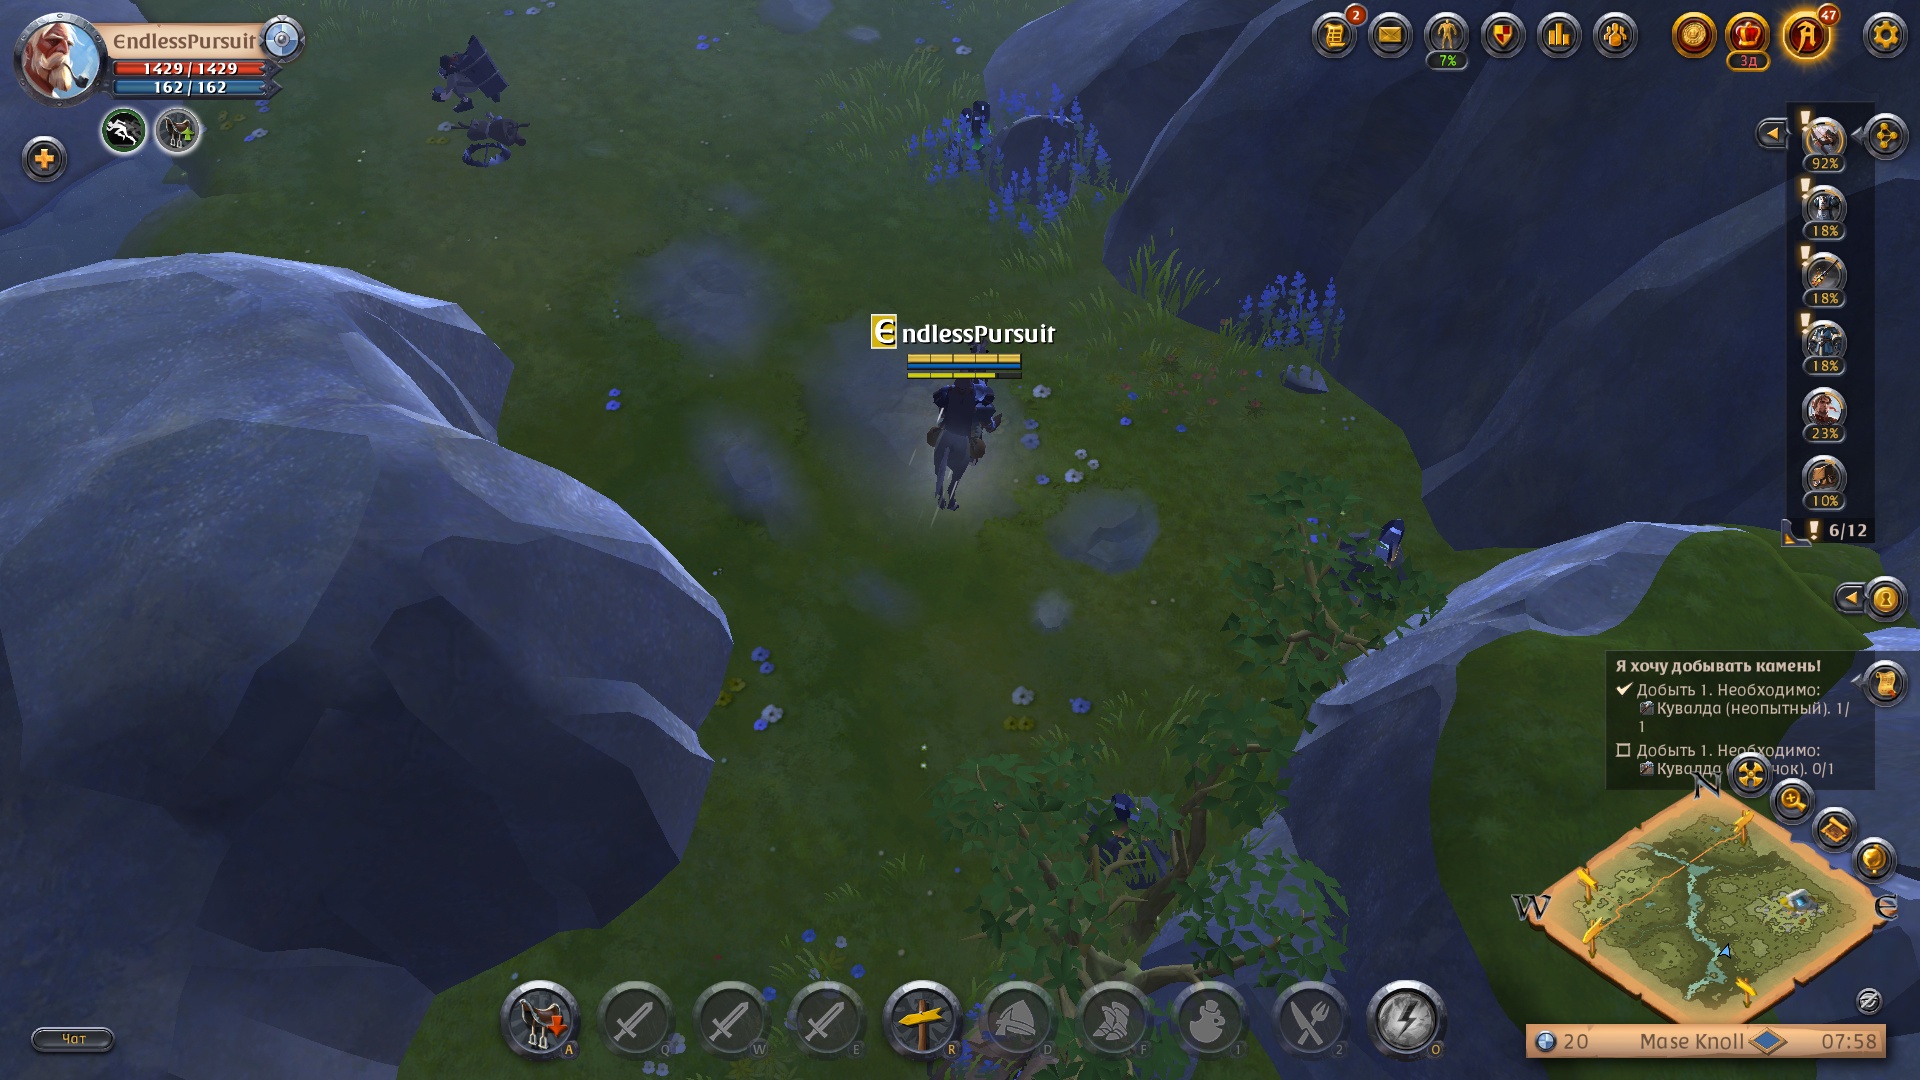 EndlessPursuit
1429 / 1429
162 / 162
2
7%
3д
47
92%
18%
18%
18%
23%
10%
6/12
EndlessPursuit
Я хочу добывать камень!
Добыть 1. Необходимо:
Кувалда (неопытный). 1/
1
Добыть 1. Необходимо:
Кувалда чок). 0/1
N
W
E
A
Q
W
E
R
D
F
1
2
O
Чат
20 Mase Knoll 07:58